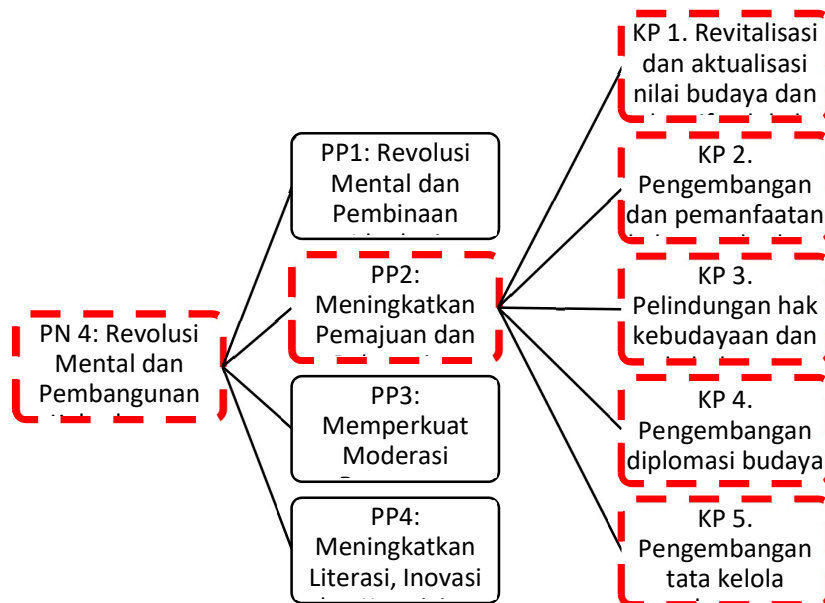 PN 4: Revolusi
Mental dan
Pembangunan
PP1: Revolusi
Mental dan
Pembinaan
PP2:
Meningkatkan
Pemajuan dan
PP3:
Memperkuat
Moderasi
PP4:
Meningkatkan
Literasi, Inovasi
KP 1. Revitalisasi
dan aktualisasi
nilai budaya dan
KP 2.
Pengembangan
dan pemanfaatan
KP 3.
Pelindungan hak
kebudayaan dan
KP 4.
Pengembangan
diplomasi budaya
KP 5.
Pengembangan
tata kelola